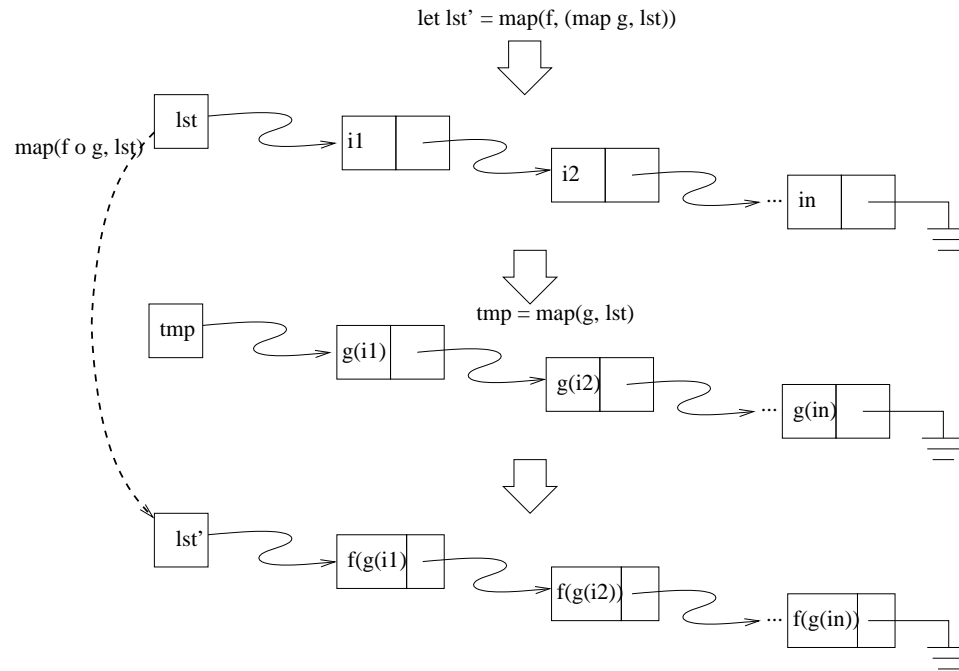 let lst’ = map(f, (map g, lst))
lst
map(f o g, lst)
i1
i2
... in
tmp = map(g, lst)
tmp
g(i1)
g(i2)
... g(in)
lst’
f(g(i1)
f(g(i2))
... f(g(in))